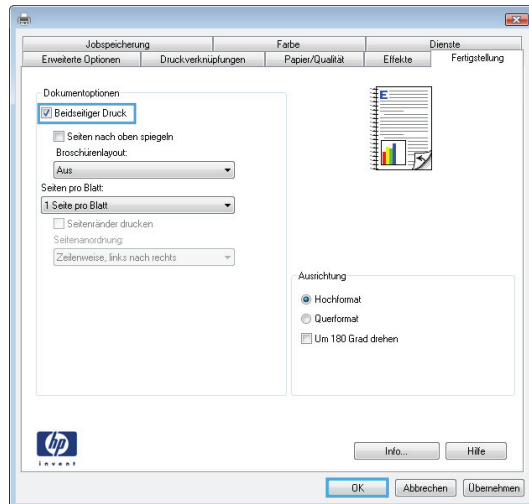 Jobspeicherung Farbe Dienste
Erweiterte Optionen Druckverknüpfungen Papier/Qualität Effekte Fertigstellung
Dokumentoptionen
Beidseitiger Druck
Seiten nach oben spiegeln
Broschürenlayout:
Aus
Seiten pro Blatt:
1 Seite pro Blatt
Seitenränder drucken
Seitenanordnung:
Zeilenweise, links nach rechts
E
Ausrichtung
Hochformat
Querformat
Um 180 Grad drehen
hp
invent
Info... Hilfe
OK Abbrechen Übernehmen